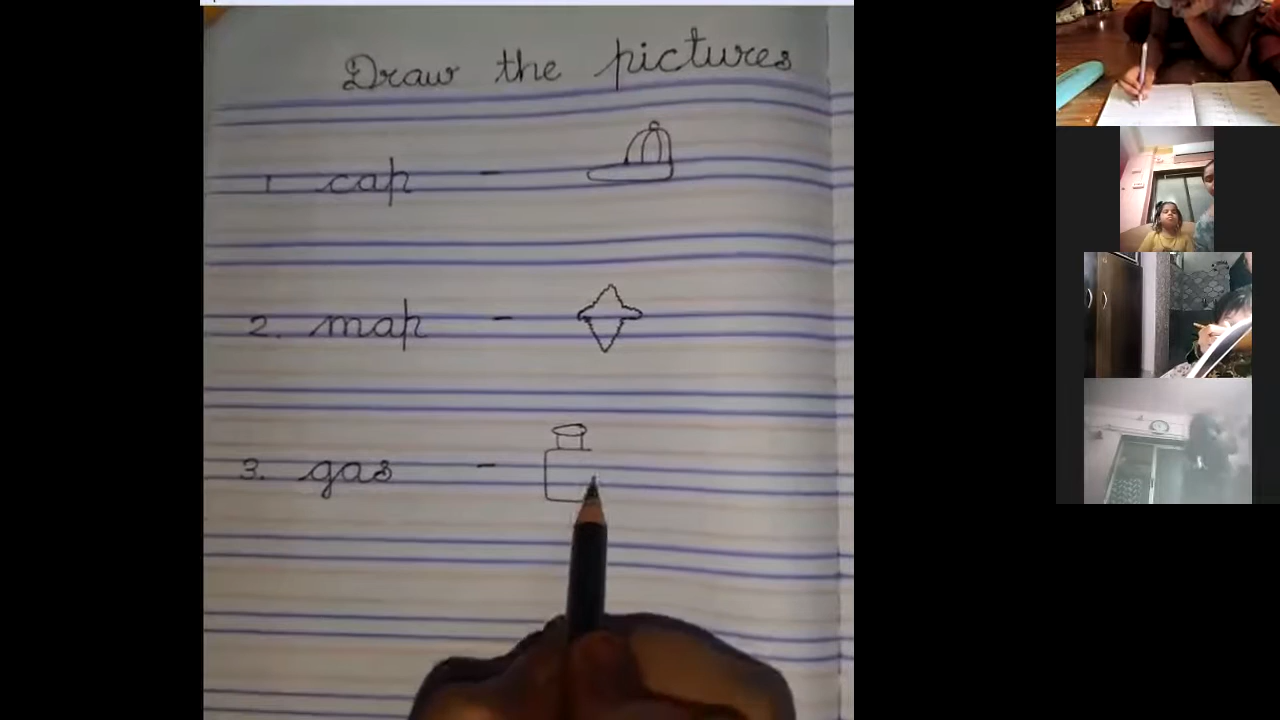 Draw the pictures
1. cap -
2. map -
3. gas -